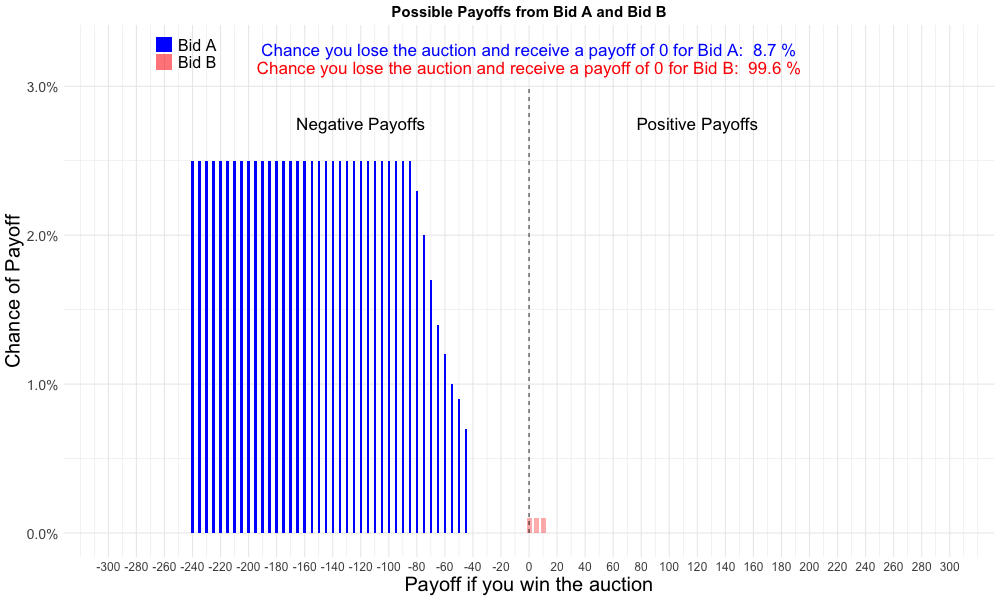 Possible Payoffs from Bid A and Bid B
Bid A
Bid B
Chance you lose the auction and receive a payoff of 0 for Bid A:  8.7 %
Chance you lose the auction and receive a payoff of 0 for Bid B:  99.6 %
Negative Payoffs
Positive Payoffs
Chance of Payoff
3.0%
2.0%
1.0%
0.0%
-300 -280 -260 -240 -220 -200 -180 -160 -140 -120 -100 -80 -60 -40 -20 0 20 40 60 80 100 120 140 160 180 200 220 240 260 280 300
Payoff if you win the auction